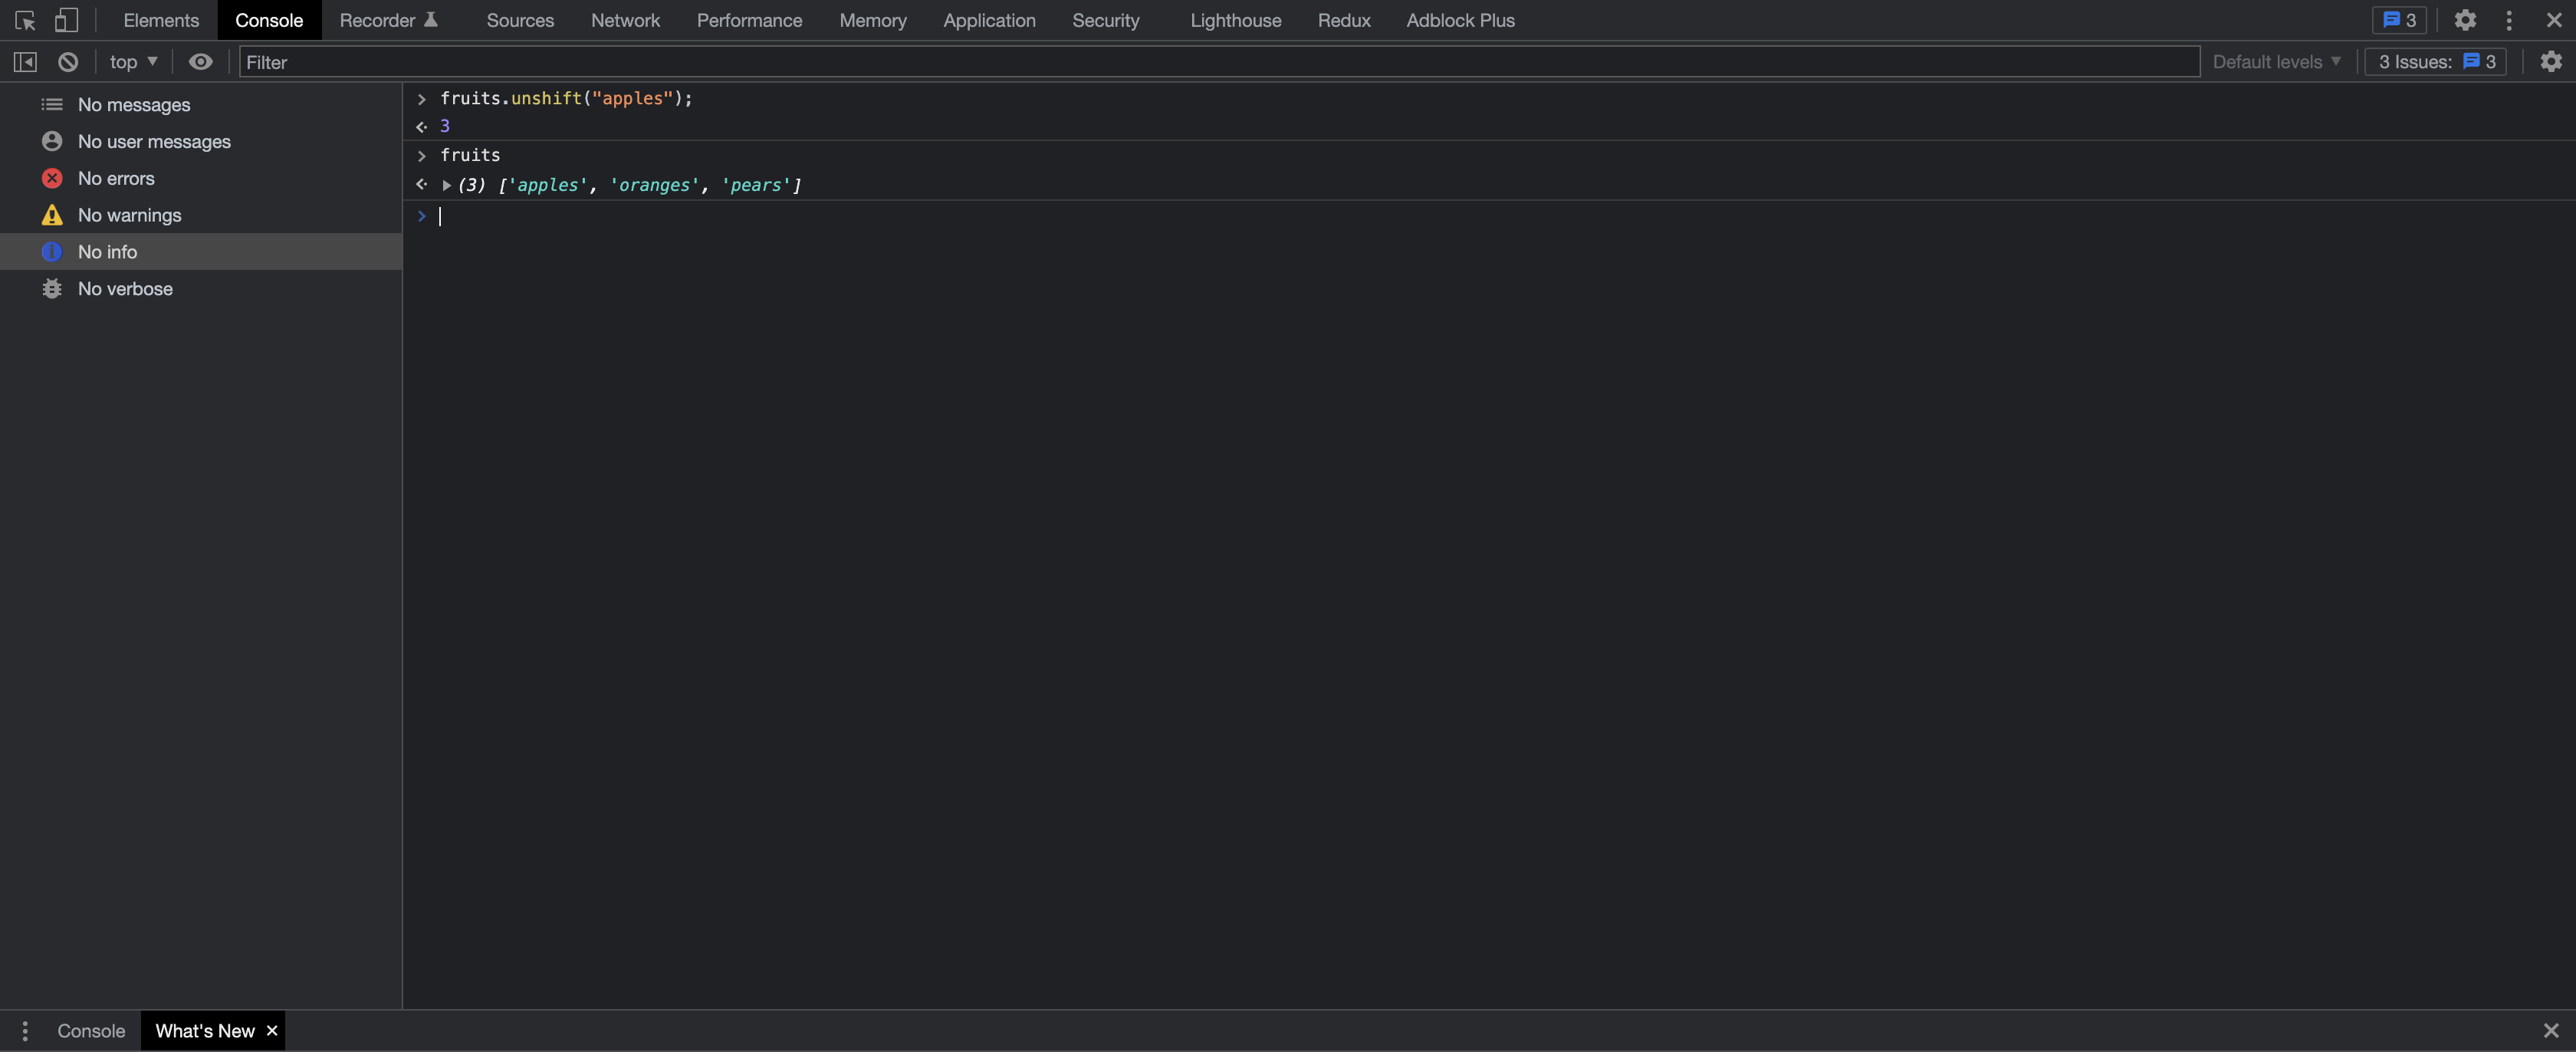 Elements Console Recorder Sources Network Performance Memory Application Security Lighthouse Redux Adblock Plus 3
top Filter Default levels 3 Issues: 3
No messages
No user messages
No errors
No warnings
No info
No verbose
fruits.unshift("apples");
3
fruits
(3) ['apples', 'oranges', 'pears']
Console What's New